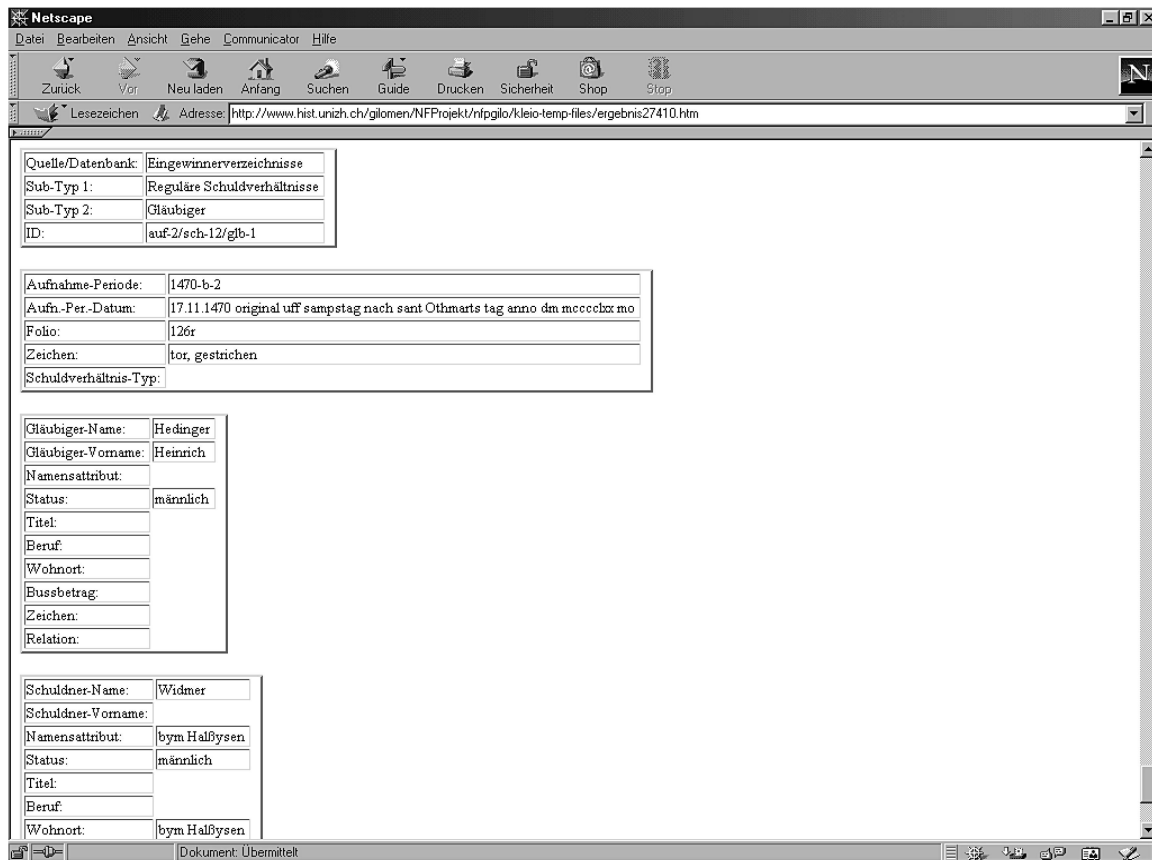 Netscape
Datei Bearbeiten Ansicht Gehe Communicator Hilfe
Zurück Vor Neu laden Anfang Suchen Guide Drucken Sicherheit Shop Stop
N
Lesezeichen Adresse: http://www.hist.unizh.ch/gilomen/NFProjekt/nfpgilo/kleio-temp-files/ergebnis27410.htm
Quelle/Datenbank: Eingewinnerverzeichnisse
Sub-Typ 1: Reguläre Schuldverhältnisse
Sub-Typ 2: Gläubiger
ID: auf-2/sch-12/glb-1
Aufnahme-Periode: 1470-b-2
Aufn.-Per.-Datum: 17.11.1470 original uff sampstag nach sant Othmarts tag anno dm mcccclxx mo
Folio: 126r
Zeichen: tor, gestrichen
Schuldverhältnis-Typ:
Gläubiger-Name: Hedinger
Gläubiger-Vorname: Heinrich
Namensattribut:
Status: männlich
Titel:
Beruf:
Wohnort:
Bussbetrag:
Zeichen:
Relation:
Schuldner-Name: Widmer
Schuldner-Vorname:
Namensattribut: bym Halßysen
Status: männlich
Titel:
Beruf:
Wohnort: bym Halßysen
Dokument: Übermittelt